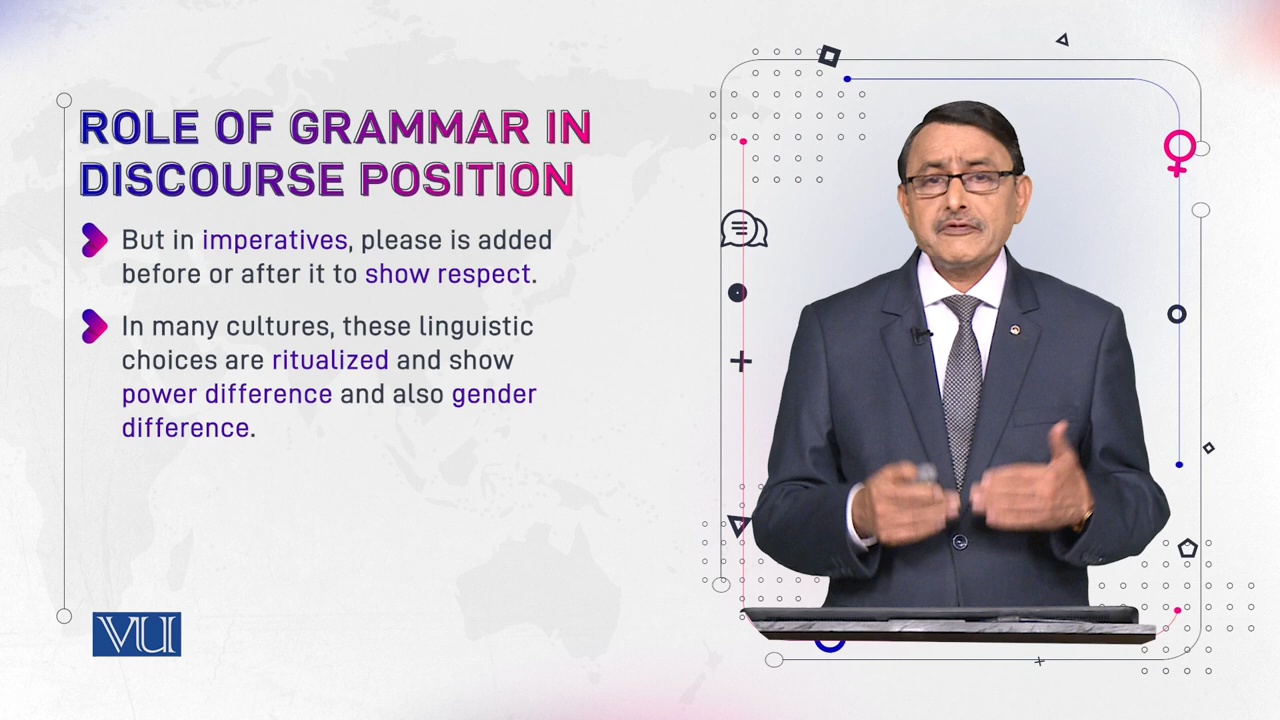 ROLE OF GRAMMAR IN
DISCOURSE POSITION
But in imperatives, please is added
before or after it to show respect.
In many cultures, these linguistic
choices are ritualized and show
power difference and also gender
difference.
VU